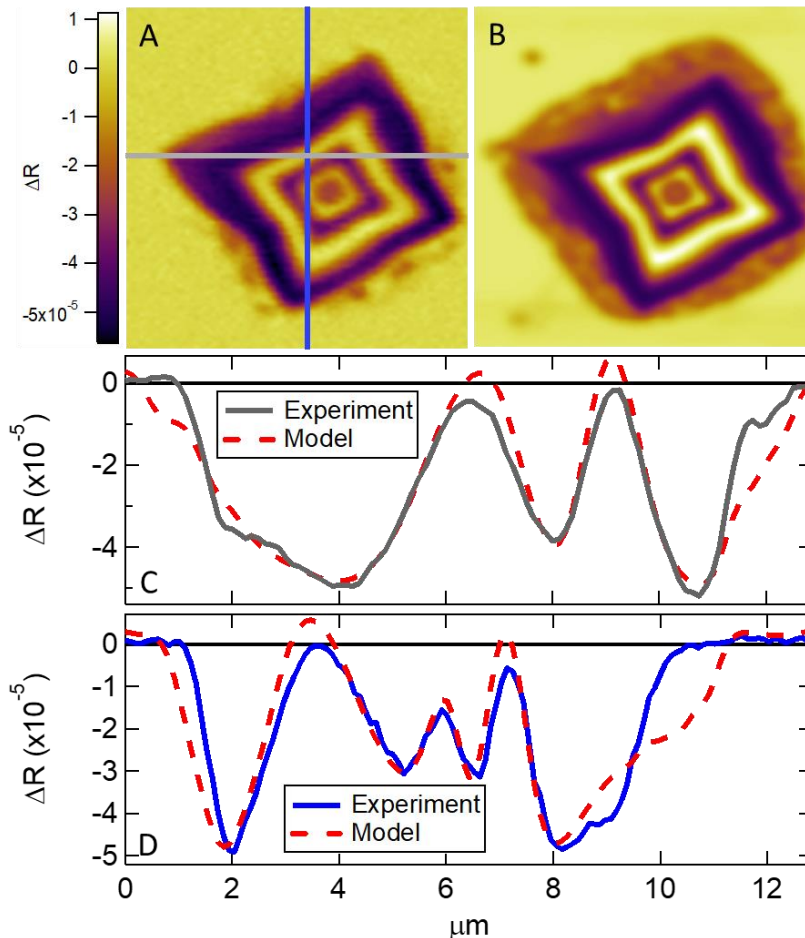 A
B
1
0
-1
-2
-3
-4
-5x10⁻⁵
ΔR
0
-2
-4
ΔR (x10⁻⁵)
Experiment
Model
C
0
-1
-2
-3
-4
-5
ΔR (x10⁻⁵)
Experiment
Model
D
0
2
4
6
8
10
12
μm